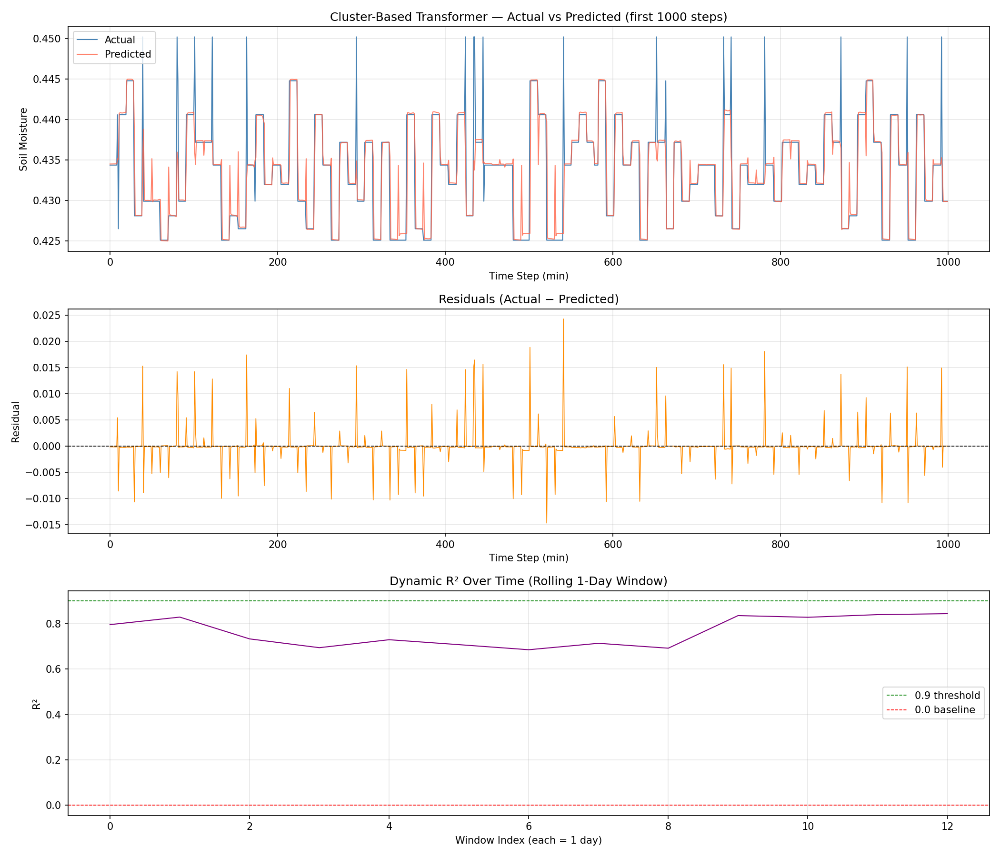 Cluster-Based Transformer — Actual vs Predicted (first 1000 steps)
Actual
Predicted
Soil Moisture
0.450
0.445
0.440
0.435
0.430
0.425
0 200 400 600 800 1000
Time Step (min)
Residuals (Actual − Predicted)
Residual
0.025
0.020
0.015
0.010
0.005
0.000
−0.005
−0.010
−0.015
0 200 400 600 800 1000
Time Step (min)
Dynamic R² Over Time (Rolling 1-Day Window)
R²
0.8
0.6
0.4
0.2
0.0
0.9 threshold
0.0 baseline
0 2 4 6 8 10 12
Window Index (each = 1 day)